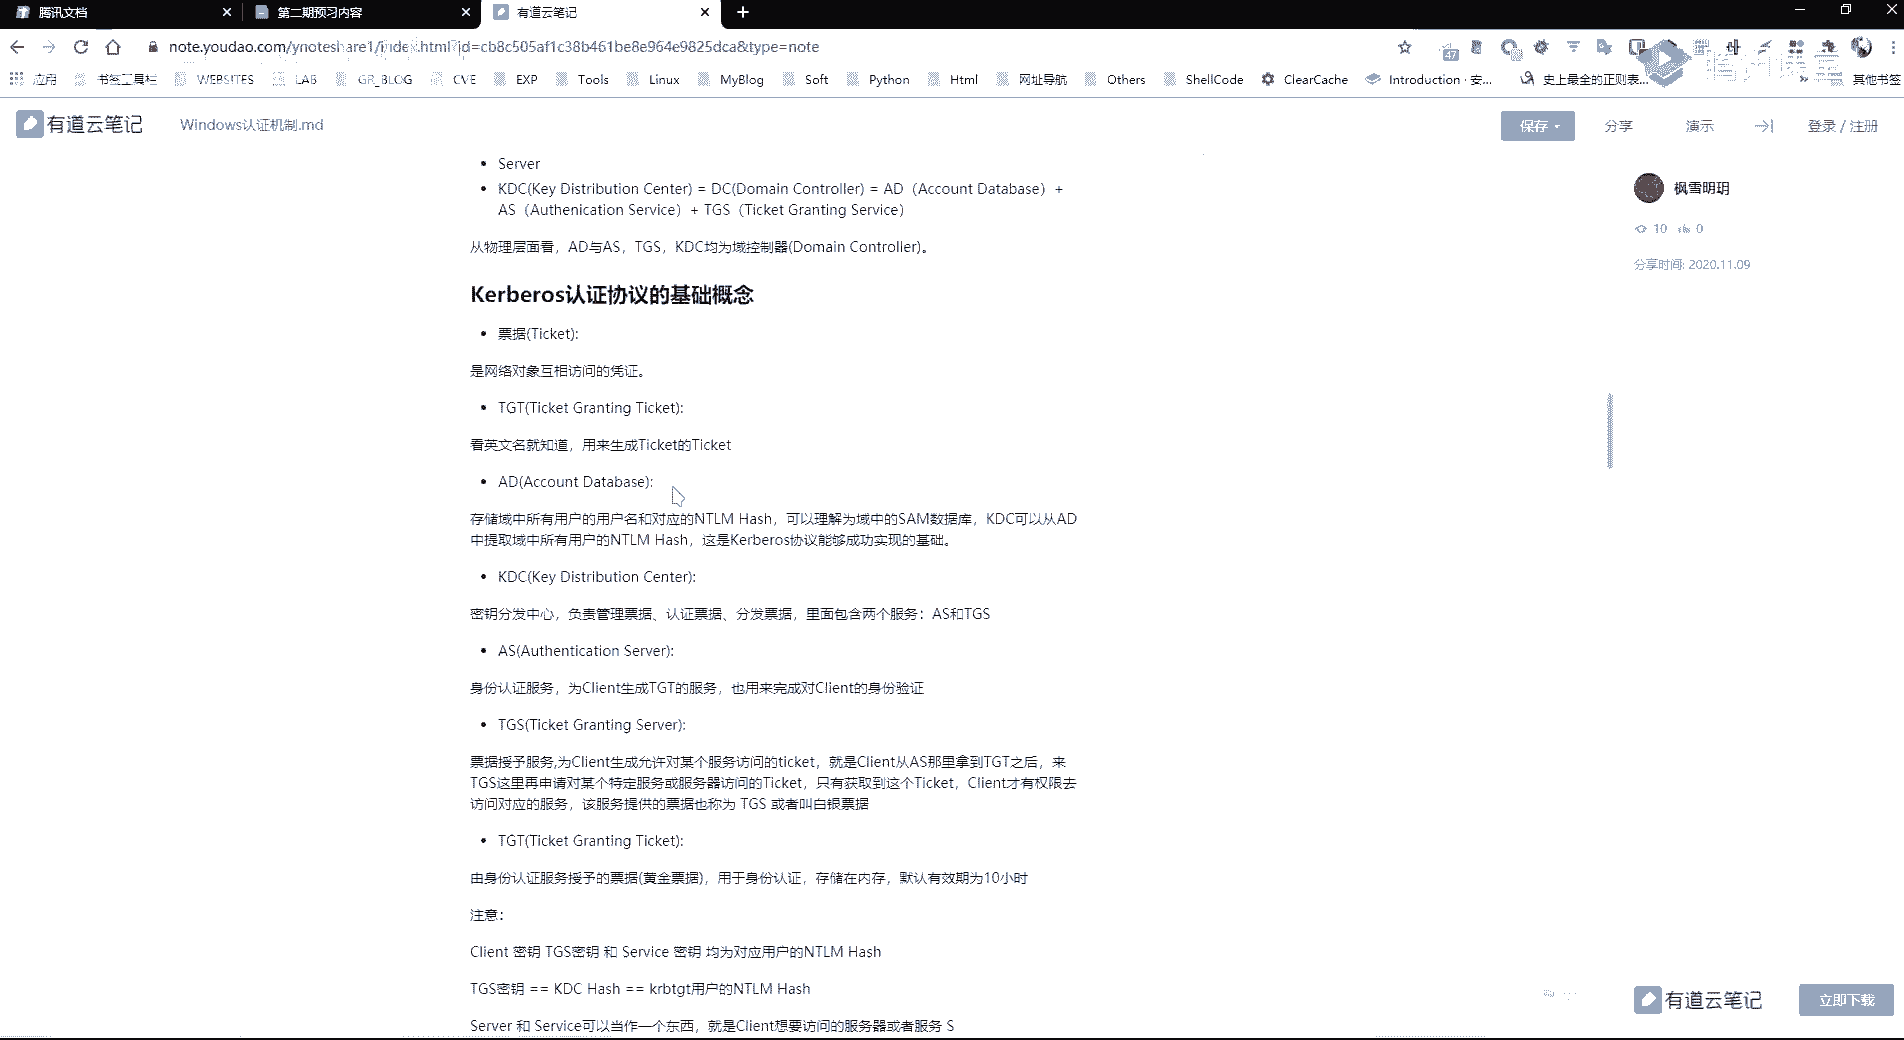 腾讯文档
第二期预习内容
有道云笔记
note.youdao.com/ynoteshare1/index.html?id=cb8c505af1c38b461be8e964e9825dca&type=note
47
应用 书签工具栏 WEBSITES LAB GR_BLOG CVE EXP Tools Linux MyBlog Soft Python Html 网址导航 Others ShellCode ClearCache Introduction · 安... 史上最全的正则表... 其他书签
腾讯课堂
有道云笔记 Windows认证机制.md 保存 分享 演示 登录 / 注册
• Server
• KDC(Key Distribution Center) = DC(Domain Controller) = AD（Account Database）+
AS（Authenication Service）+ TGS（Ticket Granting Service）
从物理层面看，AD与AS，TGS，KDC均为域控制器(Domain Controller)。
Kerberos认证协议的基础概念
• 票据(Ticket):
是网络对象互相访问的凭证。
• TGT(Ticket Granting Ticket):
看英文名就知道，用来生成Ticket的Ticket
• AD(Account Database):
存储域中所有用户的用户名和对应的NTLM Hash，可以理解为域中的SAM数据库，KDC可以从AD
中提取域中所有用户的NTLM Hash，这是Kerberos协议能够成功实现的基础。
• KDC(Key Distribution Center):
密钥分发中心，负责管理票据、认证票据、分发票据，里面包含两个服务：AS和TGS
• AS(Authentication Server):
身份认证服务，为Client生成TGT的服务，也用来完成对Client的身份验证
• TGS(Ticket Granting Server):
票据授予服务,为Client生成允许对某个服务访问的ticket，就是Client从AS那里拿到TGT之后，来
TGS这里再申请对某个特定服务或服务器访问的Ticket，只有获取到这个Ticket，Client才有权限去
访问对应的服务，该服务提供的票据也称为 TGS 或者叫白银票据
• TGT(Ticket Granting Ticket):
由身份认证服务授予的票据(黄金票据)，用于身份认证，存储在内存，默认有效期为10小时
注意：
Client 密钥 TGS密钥 和 Service 密钥 均为对应用户的NTLM Hash
TGS密钥 == KDC Hash == krbtgt用户的NTLM Hash
Server 和 Service可以当作一个东西，就是Client想要访问的服务器或者服务 S
枫雪明玥
10 0
分享时间: 2020.11.09
有道云笔记 立即下载